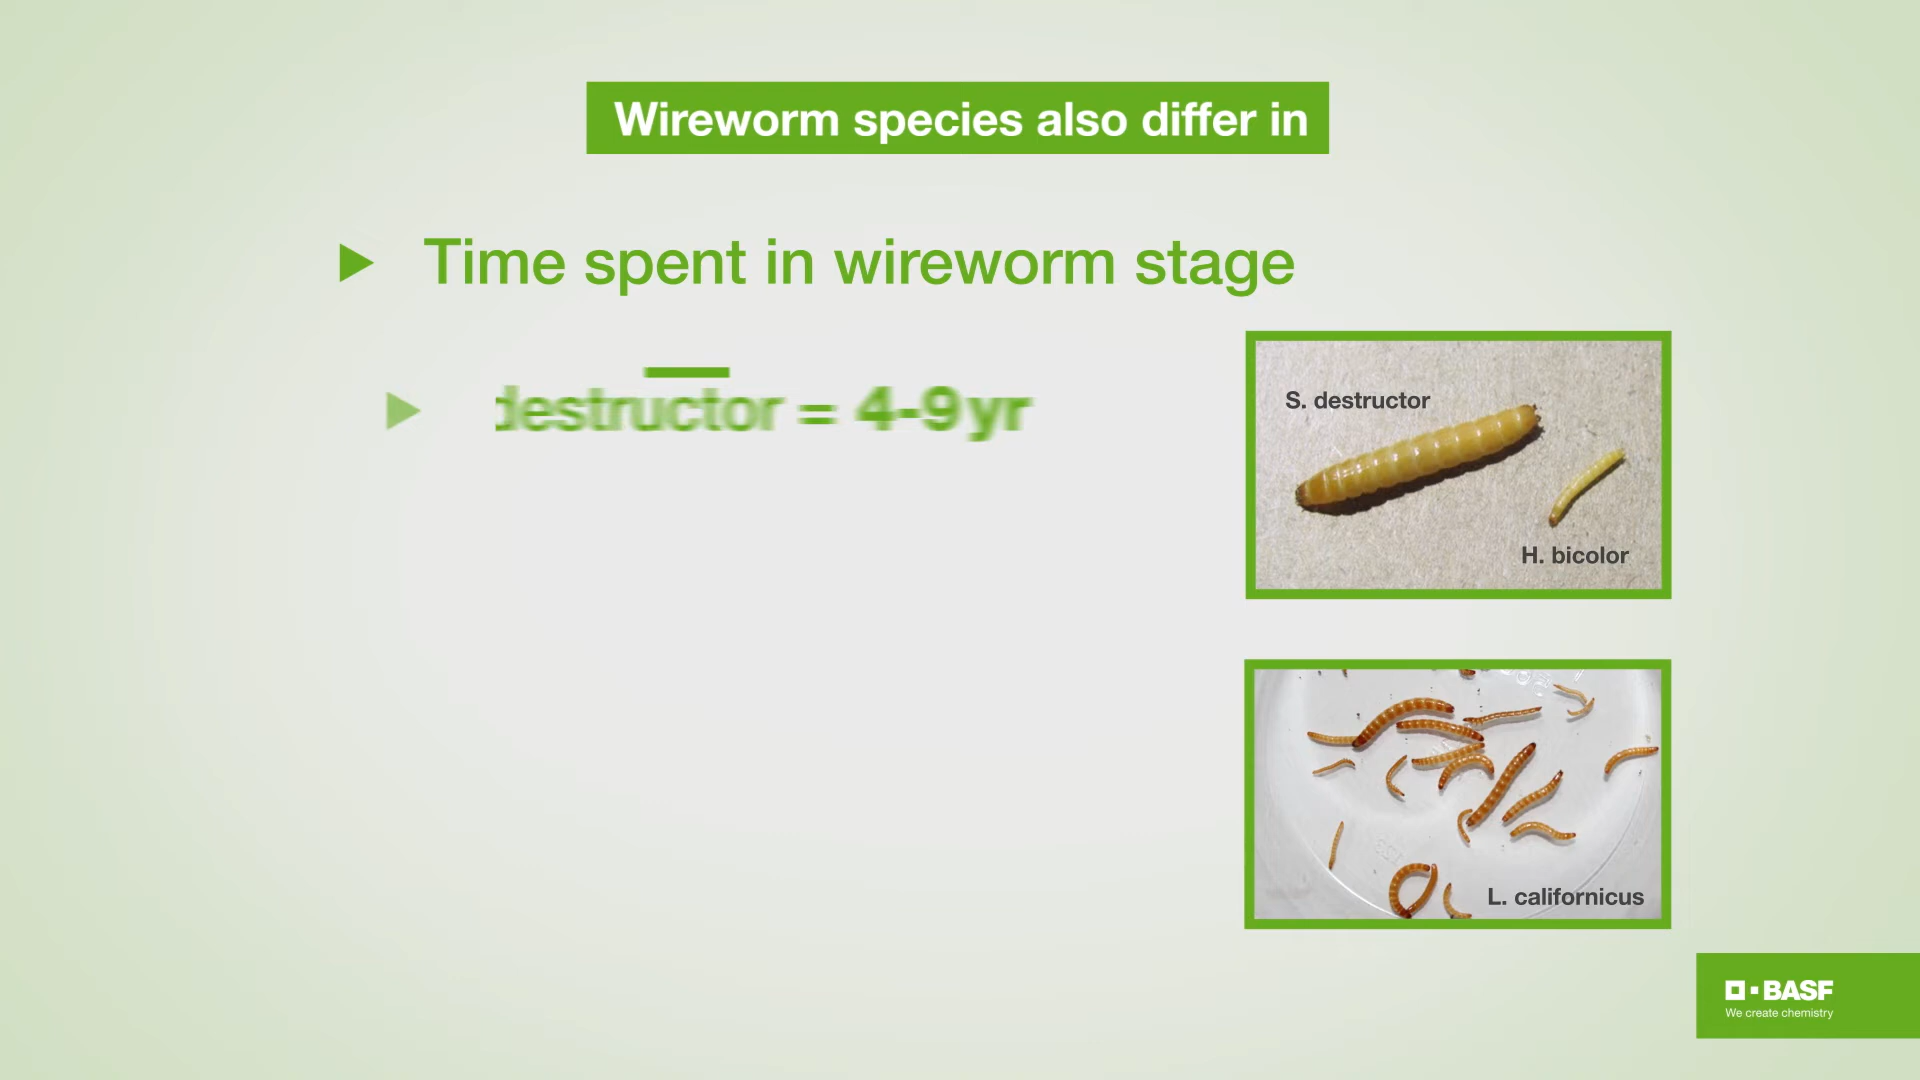 Wireworm species also differ in
Time spent in wireworm stage
destructor = 4-9 yr
S. destructor
H. bicolor
L. californicus
BASF
We create chemistry